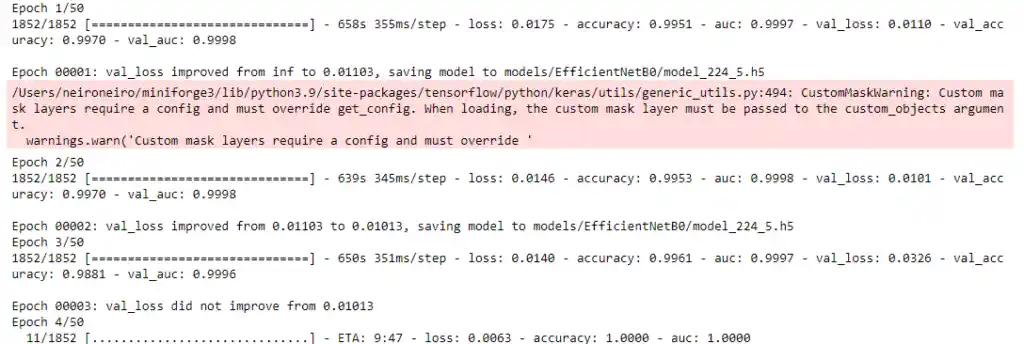 Epoch 1/50
1852/1852 [==============================] - 658s 355ms/step - loss: 0.0175 - accuracy: 0.9951 - auc: 0.9997 - val_loss: 0.0110 - val_acc
uracy: 0.9970 - val_auc: 0.9998
Epoch 00001: val_loss improved from inf to 0.01103, saving model to models/EfficientNetB0/model_224_5.h5
/Users/neironeiro/miniforge3/lib/python3.9/site-packages/tensorflow/python/keras/utils/generic_utils.py:494: CustomMaskWarning: Custom ma
sk layers require a config and must override get_config. When loading, the custom mask layer must be passed to the custom_objects argumen
t.
warnings.warn('Custom mask layers require a config and must override '
Epoch 2/50
1852/1852 [==============================] - 639s 345ms/step - loss: 0.0146 - accuracy: 0.9953 - auc: 0.9998 - val_loss: 0.0101 - val_acc
uracy: 0.9970 - val_auc: 0.9998
Epoch 00002: val_loss improved from 0.01103 to 0.01013, saving model to models/EfficientNetB0/model_224_5.h5
Epoch 3/50
1852/1852 [==============================] - 650s 351ms/step - loss: 0.0140 - accuracy: 0.9961 - auc: 0.9997 - val_loss: 0.0326 - val_acc
uracy: 0.9881 - val_auc: 0.9996
Epoch 00003: val_loss did not improve from 0.01013
Epoch 4/50
11/1852 [..............................] - ETA: 9:47 - loss: 0.0063 - accuracy: 1.0000 - auc: 1.0000